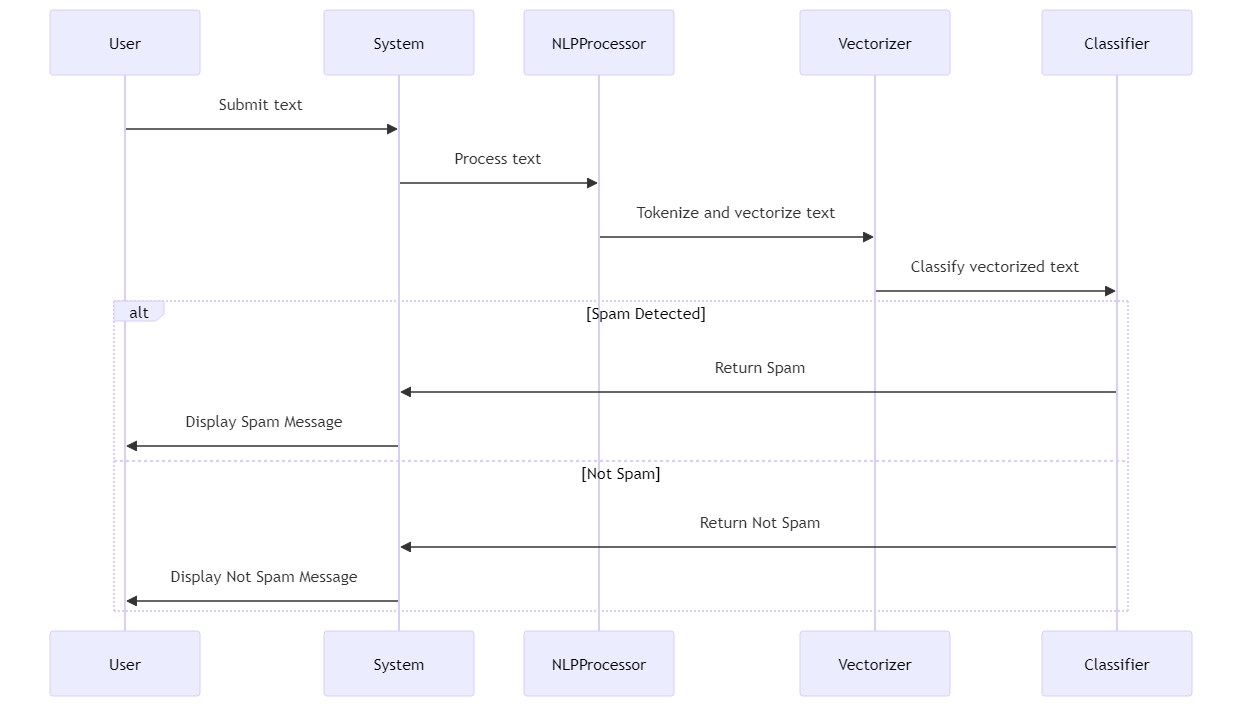 User
System
NLPProcessor
Vectorizer
Classifier
Submit text
Process text
Tokenize and vectorize text
Classify vectorized text
alt
[Spam Detected]
Return Spam
Display Spam Message
[Not Spam]
Return Not Spam
Display Not Spam Message
User
System
NLPProcessor
Vectorizer
Classifier